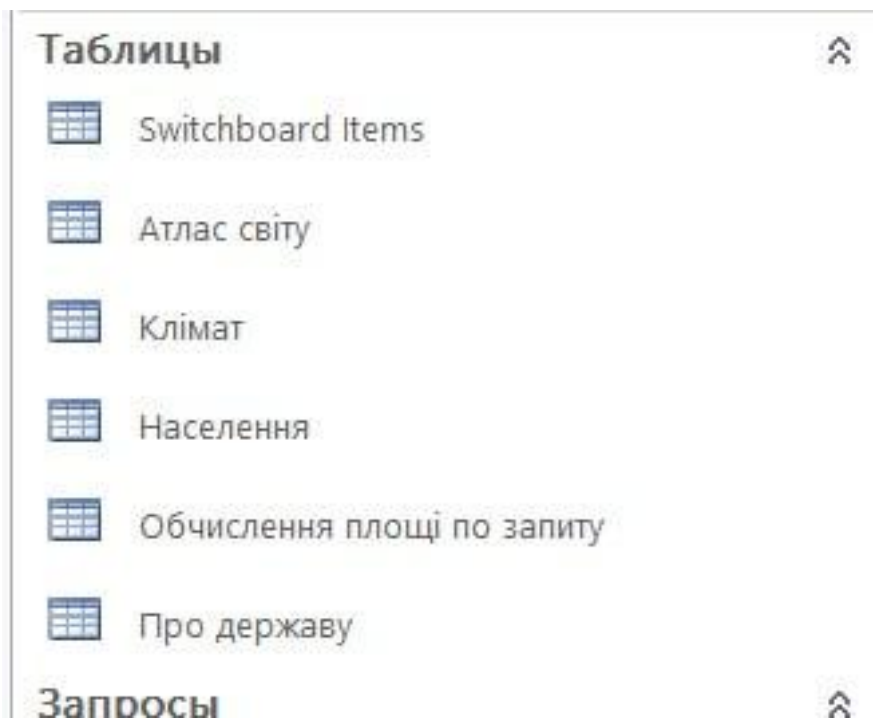 Таблицы
Switchboard Items
Атлас світу
Клімат
Населення
Обчислення площі по запиту
Про державу
Запросы